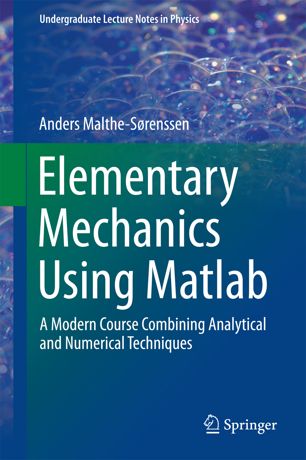 Undergraduate Lecture Notes in Physics
Anders Malthe-Sørenssen
Elementary
Mechanics
Using Matlab
A Modern Course Combining Analytical
and Numerical Techniques
Springer